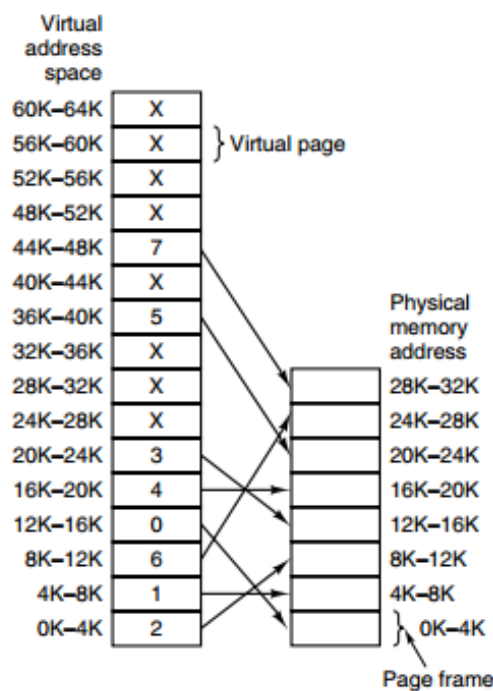 Virtual
address
space
60K–64K X
56K–60K X } Virtual page
52K–56K X
48K–52K X
44K–48K 7
40K–44K X
36K–40K 5
32K–36K X
28K–32K X
24K–28K X
20K–24K 3
16K–20K 4
12K–16K 0
8K–12K 6
4K–8K 1
0K–4K 2
Physical
memory
address
28K–32K
24K–28K
20K–24K
16K–20K
12K–16K
8K–12K
4K–8K
} 0K–4K
Page frame